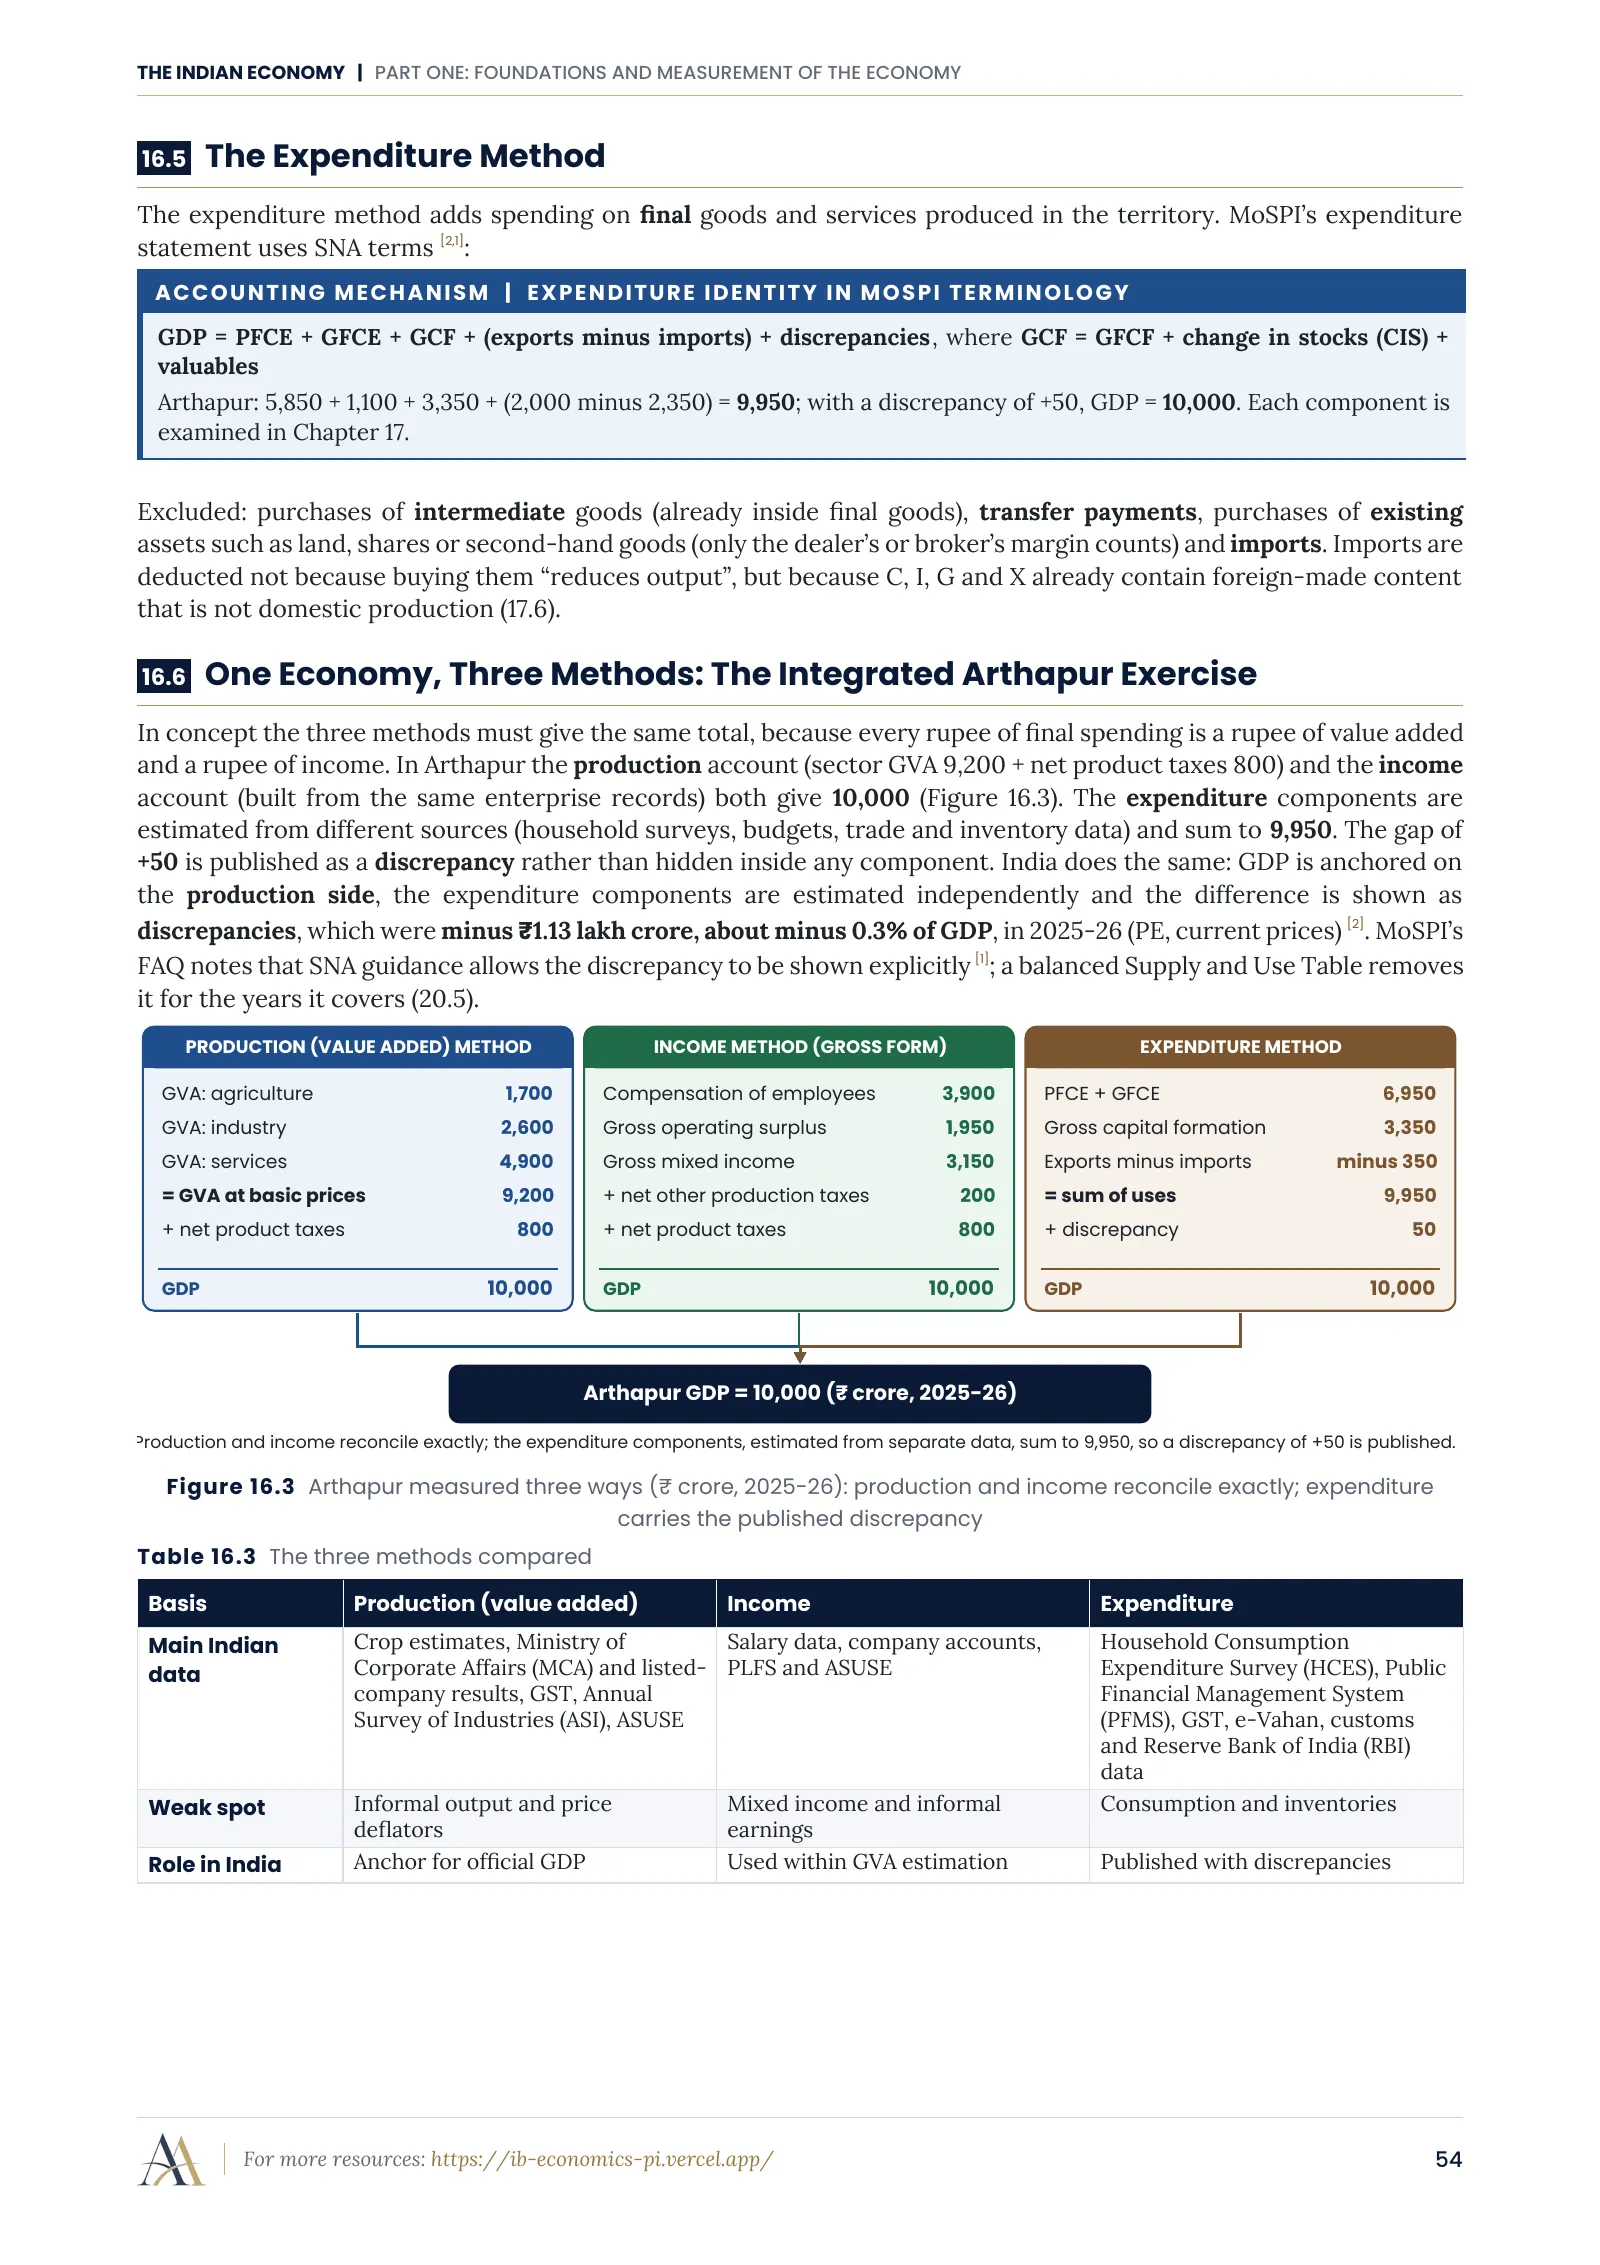 THE INDIAN ECONOMY | PART ONE: FOUNDATIONS AND MEASUREMENT OF THE ECONOMY
16.5 The Expenditure Method
The expenditure method adds spending on final goods and services produced in the territory. MoSPI’s expenditure
statement uses SNA terms [2,1]:
ACCOUNTING MECHANISM | EXPENDITURE IDENTITY IN MOSPI TERMINOLOGY
GDP = PFCE + GFCE + GCF + (exports minus imports) + discrepancies, where GCF = GFCF + change in stocks (CIS) +
valuables
Arthapur: 5,850 + 1,100 + 3,350 + (2,000 minus 2,350) = 9,950; with a discrepancy of +50, GDP = 10,000. Each component is
examined in Chapter 17.
Excluded: purchases of intermediate goods (already inside final goods), transfer payments, purchases of existing
assets such as land, shares or second-hand goods (only the dealer’s or broker’s margin counts) and imports. Imports are
deducted not because buying them “reduces output”, but because C, I, G and X already contain foreign-made content
that is not domestic production (17.6).
16.6 One Economy, Three Methods: The Integrated Arthapur Exercise
In concept the three methods must give the same total, because every rupee of final spending is a rupee of value added
and a rupee of income. In Arthapur the production account (sector GVA 9,200 + net product taxes 800) and the income
account (built from the same enterprise records) both give 10,000 (Figure 16.3). The expenditure components are
estimated from different sources (household surveys, budgets, trade and inventory data) and sum to 9,950. The gap of
+50 is published as a discrepancy rather than hidden inside any component. India does the same: GDP is anchored on
the production side, the expenditure components are estimated independently and the difference is shown as
discrepancies, which were minus ₹1.13 lakh crore, about minus 0.3% of GDP, in 2025-26 (PE, current prices) [2]. MoSPI’s
FAQ notes that SNA guidance allows the discrepancy to be shown explicitly [1]; a balanced Supply and Use Table removes
it for the years it covers (20.5).
PRODUCTION (VALUE ADDED) METHOD
GVA: agriculture 1,700
GVA: industry 2,600
GVA: services 4,900
= GVA at basic prices 9,200
+ net product taxes 800
GDP 10,000
INCOME METHOD (GROSS FORM)
Compensation of employees 3,900
Gross operating surplus 1,950
Gross mixed income 3,150
+ net other production taxes 200
+ net product taxes 800
GDP 10,000
EXPENDITURE METHOD
PFCE + GFCE 6,950
Gross capital formation 3,350
Exports minus imports minus 350
= sum of uses 9,950
+ discrepancy 50
GDP 10,000
Arthapur GDP = 10,000 (₹ crore, 2025-26)
Production and income reconcile exactly; the expenditure components, estimated from separate data, sum to 9,950, so a discrepancy of +50 is published.
Figure 16.3 Arthapur measured three ways (₹ crore, 2025-26): production and income reconcile exactly; expenditure
carries the published discrepancy
Table 16.3 The three methods compared
Basis Production (value added) Income Expenditure
Main Indian
data
Crop estimates, Ministry of
Corporate Affairs (MCA) and listed-
company results, GST, Annual
Survey of Industries (ASI), ASUSE
Salary data, company accounts,
PLFS and ASUSE
Household Consumption
Expenditure Survey (HCES), Public
Financial Management System
(PFMS), GST, e-Vahan, customs
and Reserve Bank of India (RBI)
data
Weak spot
Informal output and price
deflators
Mixed income and informal
earnings
Consumption and inventories
Role in India
Anchor for official GDP
Used within GVA estimation
Published with discrepancies
For more resources: https://ib-economics-pi.vercel.app/
54